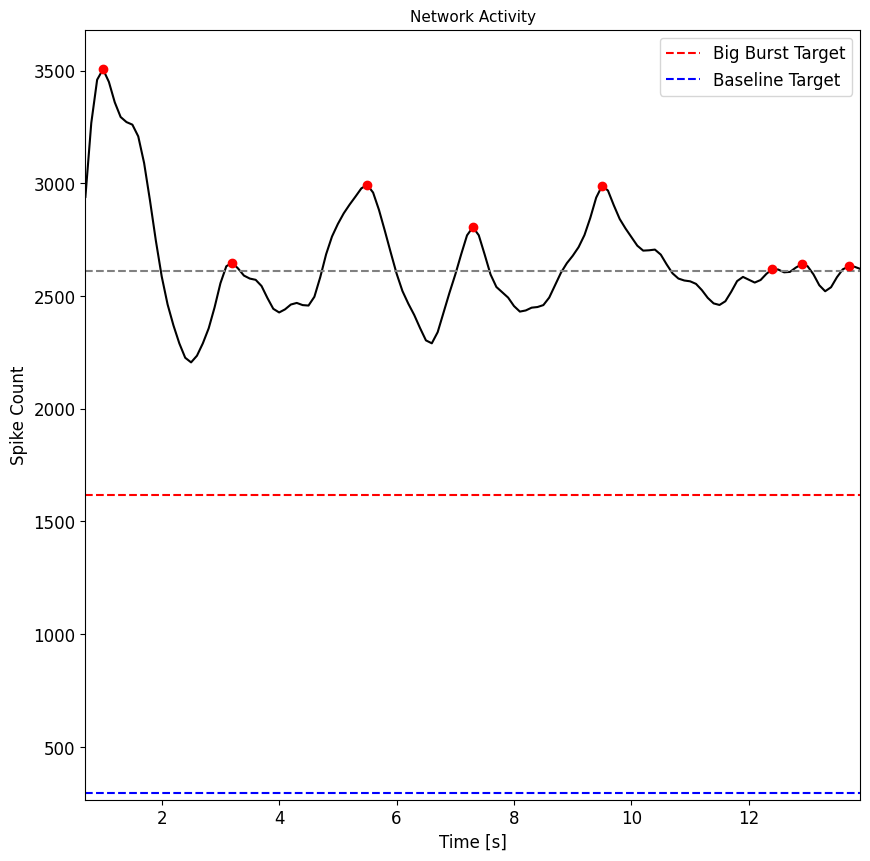 Network Activity
Big Burst Target
Baseline Target
3500
3000
2500
2000
1500
1000
500
Spike Count
2
4
6
8
10
12
Time [s]